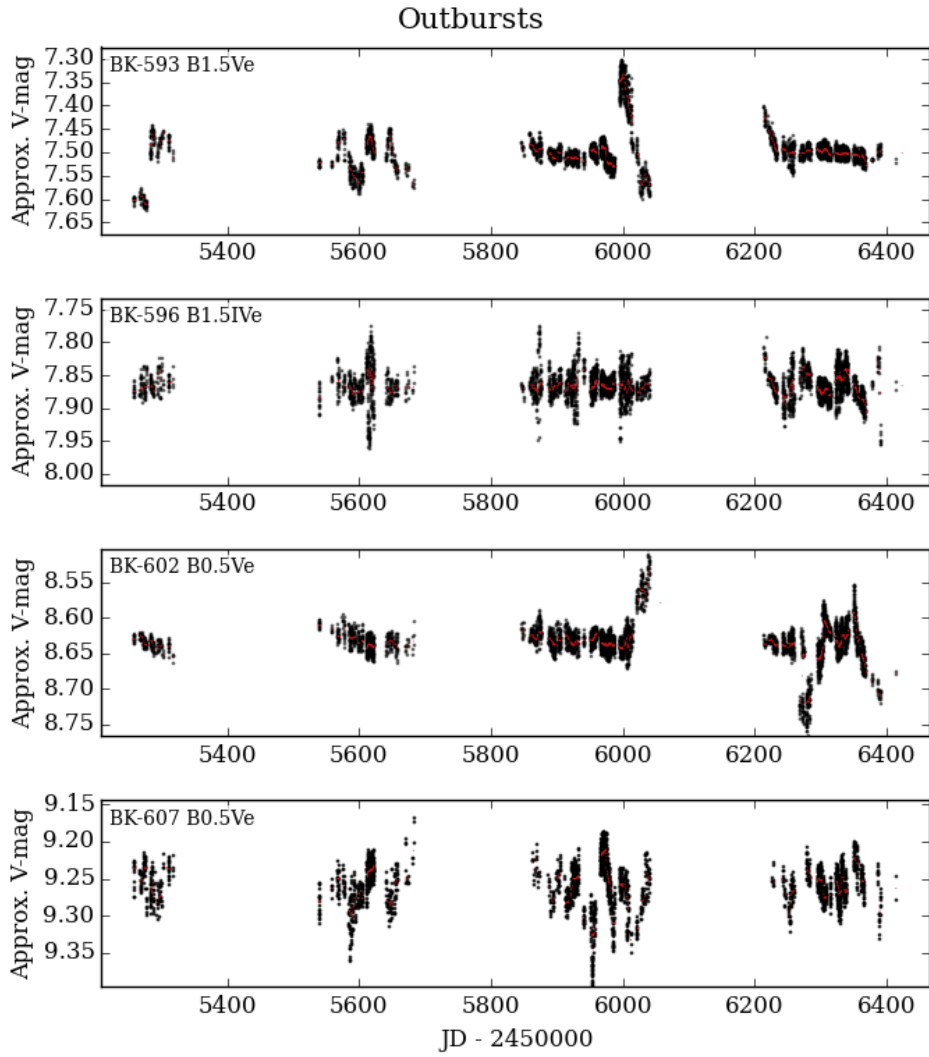 Outbursts
Approx. V-mag
BK-593 B1.5Ve
7.30
7.35
7.40
7.45
7.50
7.55
7.60
7.65
5400 5600 5800 6000 6200 6400
Approx. V-mag
BK-596 B1.5IVe
7.75
7.80
7.85
7.90
7.95
8.00
5400 5600 5800 6000 6200 6400
Approx. V-mag
BK-602 B0.5Ve
8.55
8.60
8.65
8.70
8.75
5400 5600 5800 6000 6200 6400
Approx. V-mag
BK-607 B0.5Ve
9.15
9.20
9.25
9.30
9.35
5400 5600 5800 6000 6200 6400
JD - 2450000